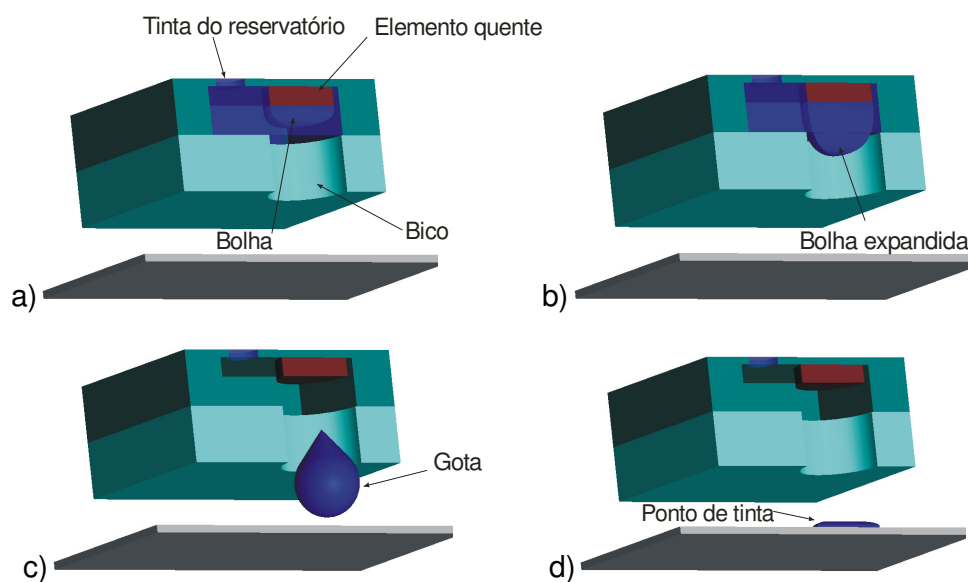 Tinta do reservatório
Elemento quente
Bolha
Bico
a)
Bolha expandida
b)
Gota
c)
Ponto de tinta
d)